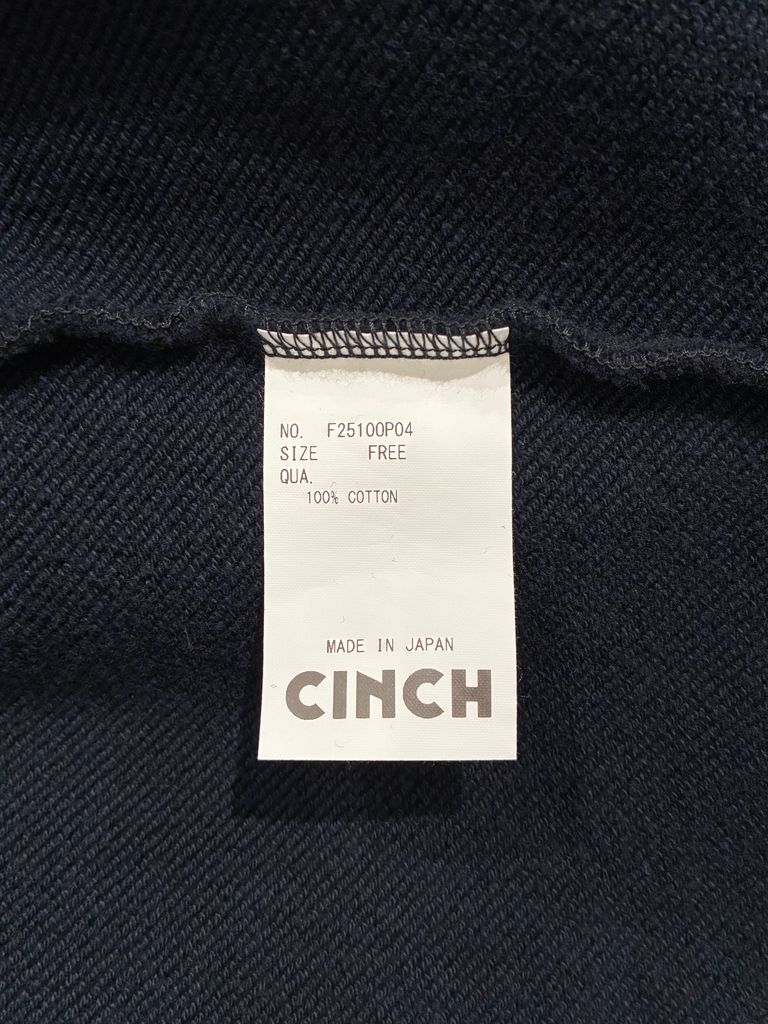 NO. F25100P04
SIZE FREE
QUA.
100% COTTON
MADE IN JAPAN
CINCH